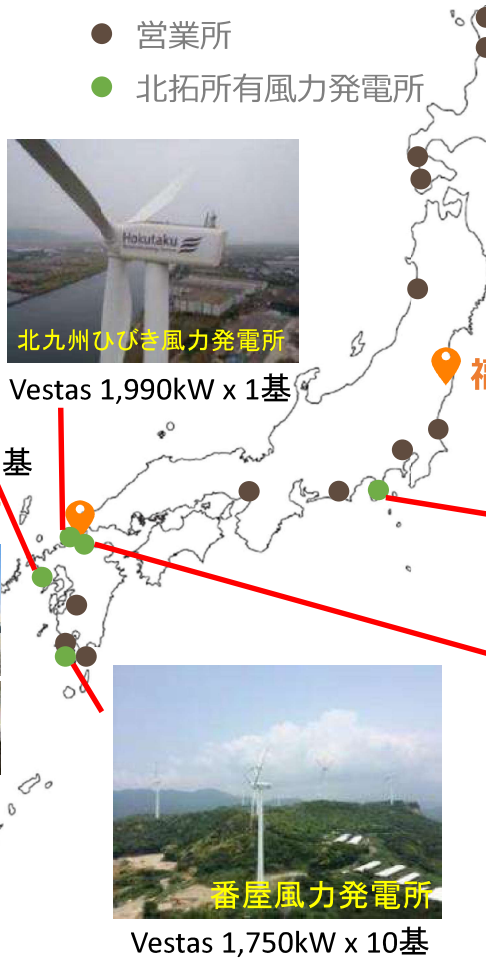 営業所
北拓所有風力発電所
Hokutaku
北九州ひびき風力発電所
Vestas 1,990kW x 1基
福
基
番屋風力発電所
Vestas 1,750kW x 10基